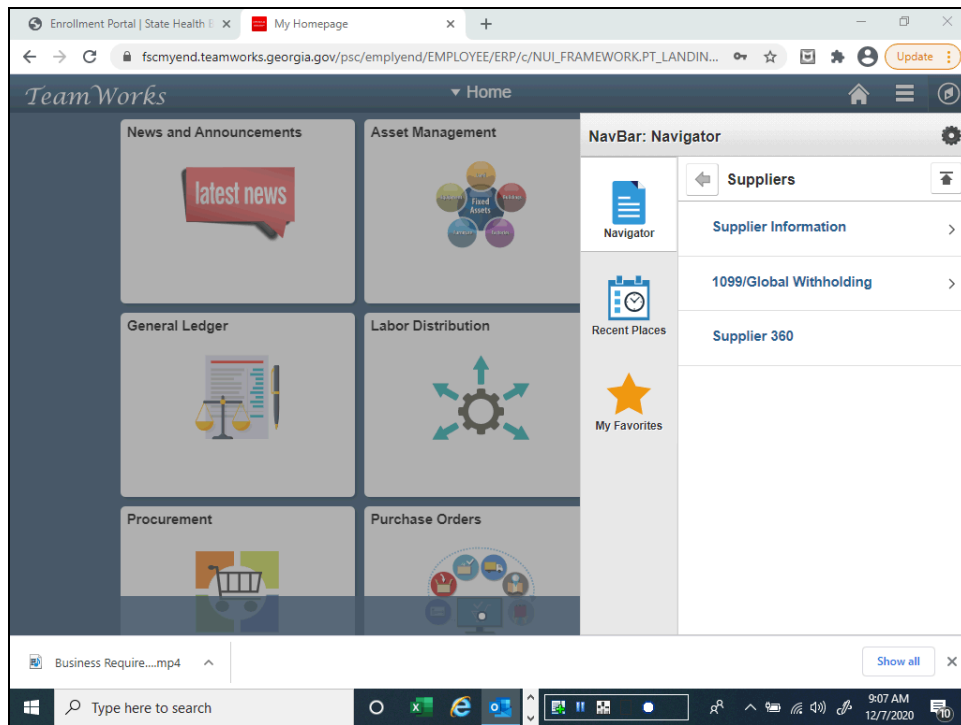 Enrollment Portal | State Health B
My Homepage
fscmyend.teamworks.georgia.gov/psc/emplyend/EMPLOYEE/ERP/c/NUI_FRAMEWORK.PT_LANDIN...
Update
TeamWorks
Home
News and Announcements
latest news
Asset Management
Fixed
Assets
General Ledger
Labor Distribution
Procurement
Purchase Orders
NavBar: Navigator
Navigator
Recent Places
My Favorites
Suppliers
Supplier Information
1099/Global Withholding
Supplier 360
Business Require....mp4
Show all
Type here to search
9:07 AM
12/7/2020
10